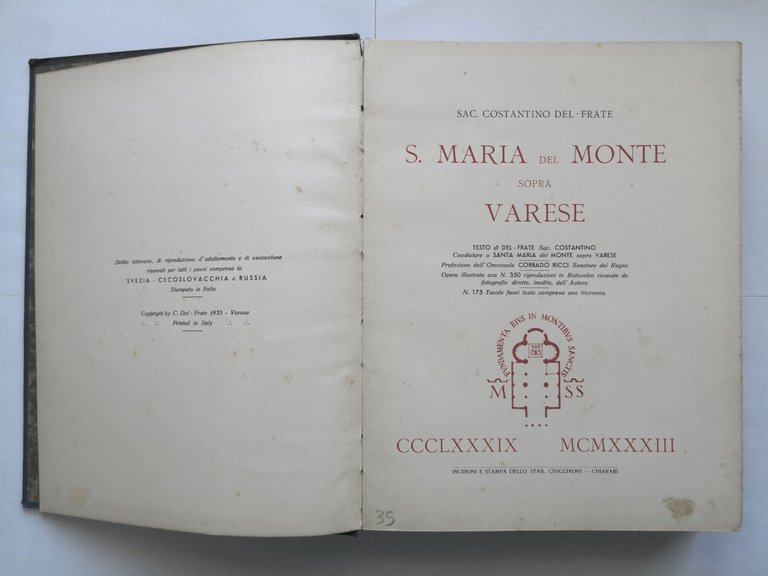 Diritto letterario, di riproduzione, d'adattamento e di esecuzione
riservati per tutti i paesi compresa la
SVEZIA - CECOSLOVACCHIA e RUSSIA
Stampato in Italia
Copyright by C. Del - Frate 1933 - Varese
∴ ∴ Printed in Italy ∴ ∴
SAC. COSTANTINO DEL - FRATE
S. MARIA DEL MONTE
SOPRA
VARESE
TESTO di DEL - FRATE Sac. COSTANTINO
Coadiutore a SANTA MARIA del MONTE sopra VARESE
Prefazione dell' Onorevole CORRADO RICCI Senatore del Regno
Opera illustrata con N. 350 riproduzioni in Rotocalco ricavate da
fotografie dirette, inedite, dell' Autore
N. 175 Tavole fuori testo comprese una tricromia.
FVNDAMENTA EIVS IN MONTIBVS SANCTIS
M SS
CCCLXXXIX MCMXXXIII
INCISIONI E STAMPA DELLO STAB. CIVICCHIONI — CHIAVARI
35